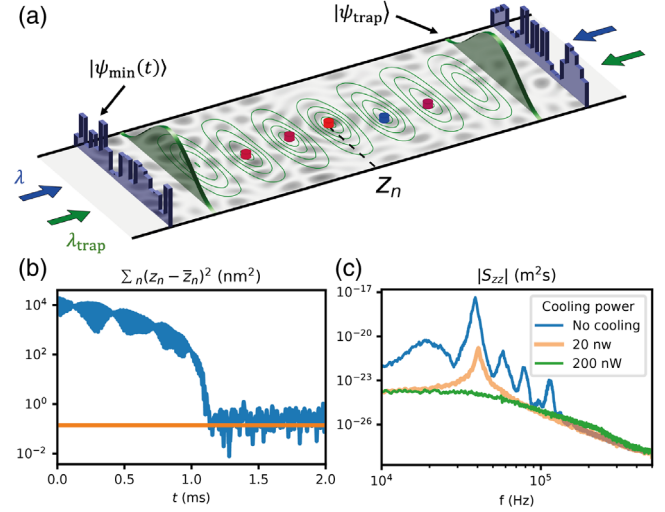 (a)
|ψ_trap⟩
|ψ_min(t)⟩
z_n
λ
λ_trap
(b)
∑_n(z_n − z̅_n)² (nm²)
10⁴
10²
10⁰
10⁻²
0.0 0.5 1.0 1.5 2.0
t (ms)
(c)
|S_zz| (m²s)
10⁻¹⁷
10⁻²⁰
10⁻²³
10⁻²⁶
Cooling power
No cooling
20 nw
200 nW
10⁴ 10⁵
f (Hz)